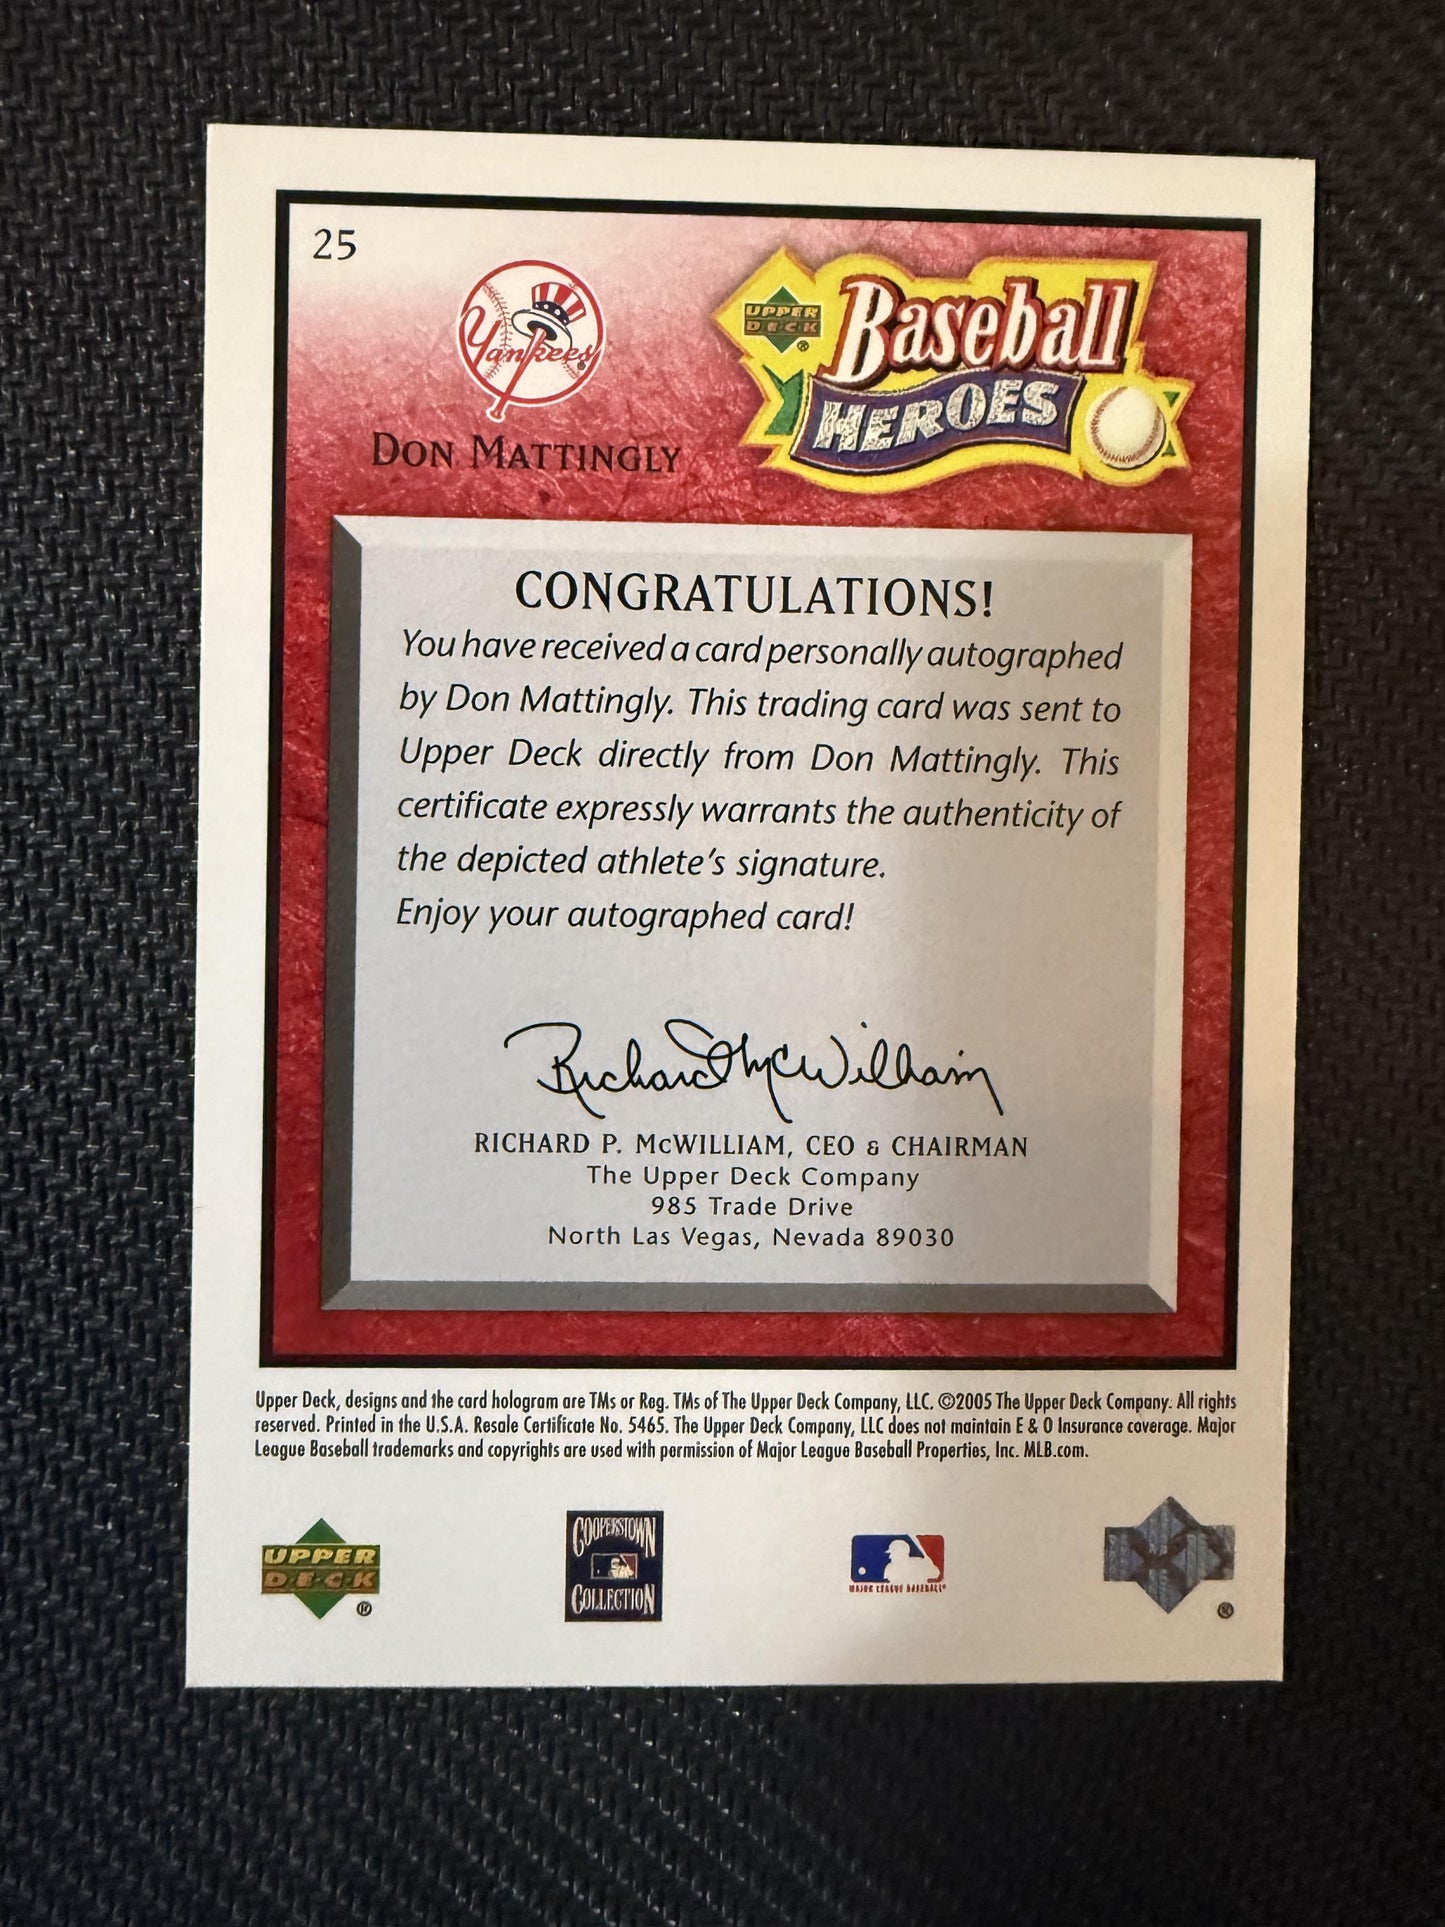 25
Yankees
UPPER
DECK
Baseball
HEROES
DON MATTINGLY
CONGRATULATIONS!
You have received a card personally autographed
by Don Mattingly. This trading card was sent to
Upper Deck directly from Don Mattingly. This
certificate expressly warrants the authenticity of
the depicted athlete's signature.
Enjoy your autographed card!
Richard McWilliam
RICHARD P. McWILLIAM, CEO & CHAIRMAN
The Upper Deck Company
985 Trade Drive
North Las Vegas, Nevada 89030
Upper Deck, designs and the card hologram are TMs or Reg. TMs of The Upper Deck Company, LLC. ©2005 The Upper Deck Company. All rights
reserved. Printed in the U.S.A. Resale Certificate No. 5465. The Upper Deck Company, LLC does not maintain E & O Insurance coverage. Major
League Baseball trademarks and copyrights are used with permission of Major League Baseball Properties, Inc. MLB.com.
UPPER
D·E·C·K
®
COOPERSTOWN
COLLECTION
MAJOR LEAGUE BASEBALL®
®